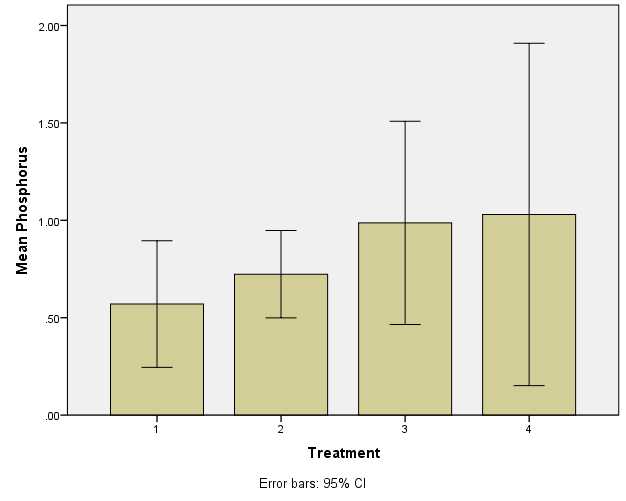 2.00
1.50
1.00
.50
.00
Mean Phosphorus
1 2 3 4
Treatment
Error bars: 95% CI